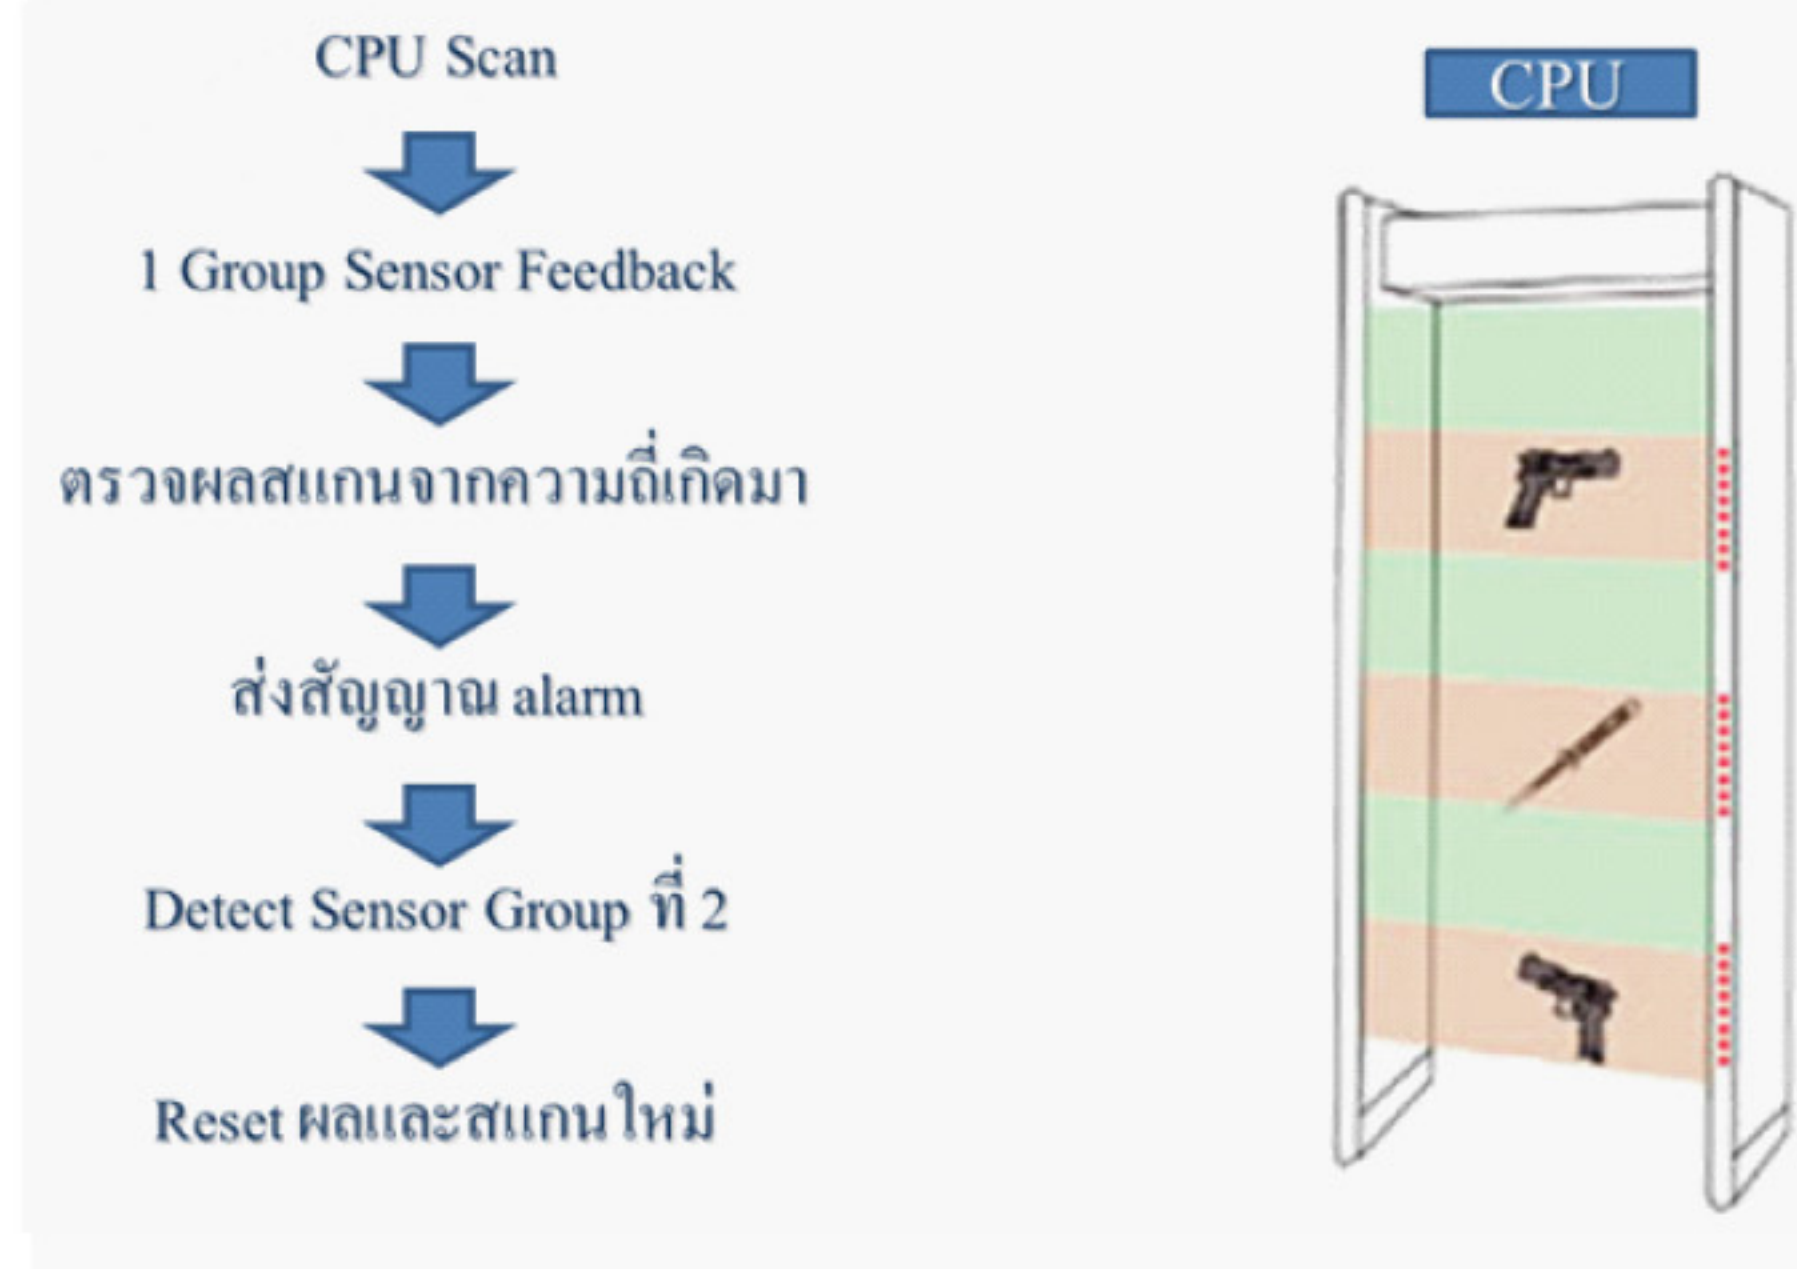 CPU Scan
1 Group Sensor Feedback
ตรวจผลสแกนจากความถี่เกิดมา
ส่งสัญญาณ alarm
Detect Sensor Group ที่ 2
Reset ผลและสแกนใหม่
CPU